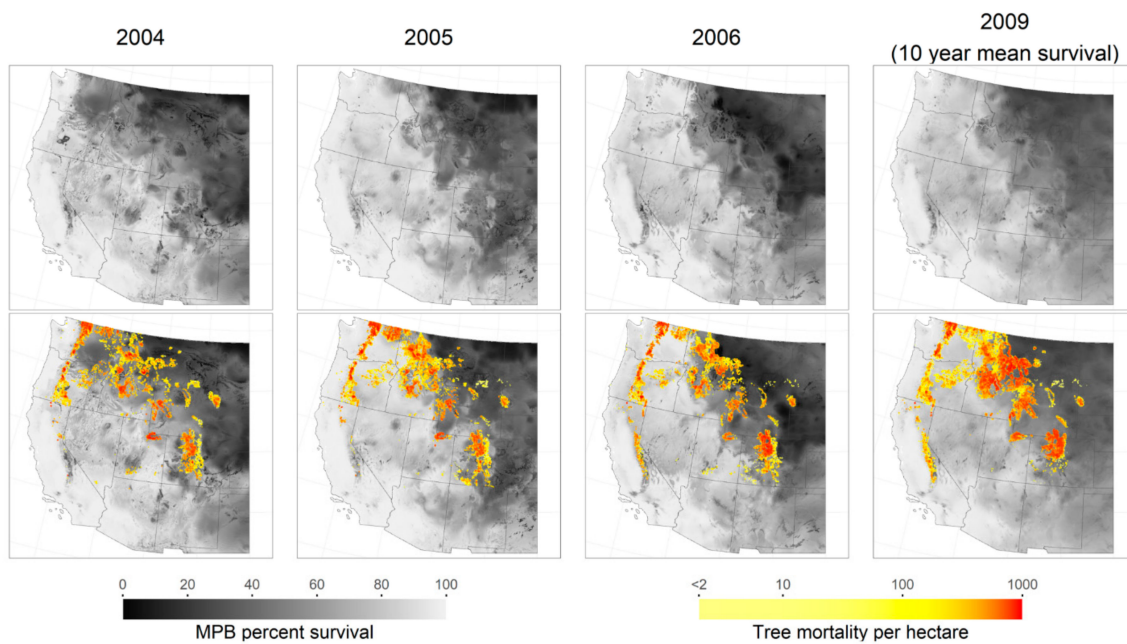 2004
2005
2006
2009
(10 year mean survival)
0 20 40 60 80 100
MPB percent survival
<2 10 100 1000
Tree mortality per hectare